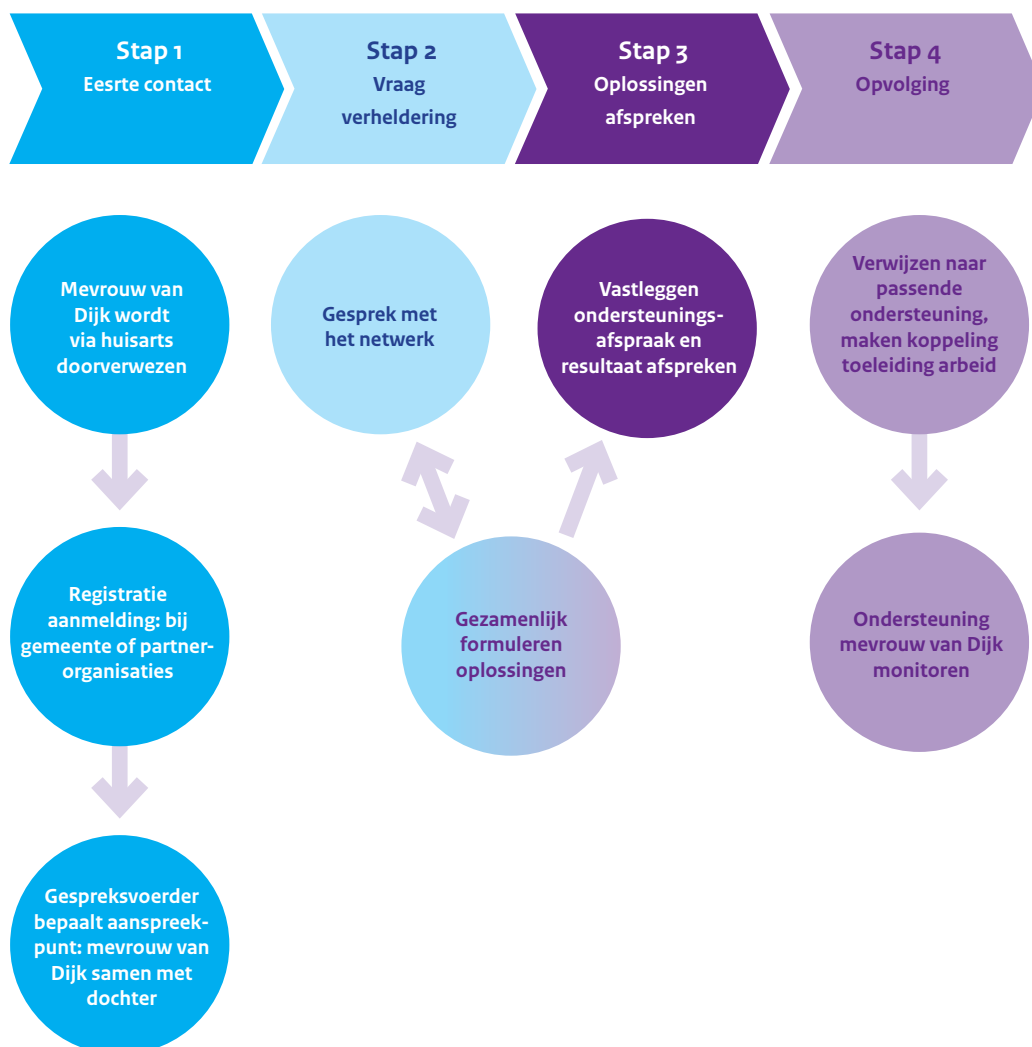 Stap 1
Eesrte contact
Stap 2
Vraag
verheldering
Stap 3
Oplossingen
afspreken
Stap 4
Opvolging
Mevrouw van
Dijk wordt
via huisarts
doorverwezen
Registratie
aanmelding: bij
gemeente of partner-
organisaties
Gespreksvoerder
bepaalt aanspreek-
punt: mevrouw van
Dijk samen met
dochter
Gesprek met
het netwerk
Gezamenlijk
formuleren
oplossingen
Vastleggen
ondersteunings-
afspraak en
resultaat afspreken
Verwijzen naar
passende
ondersteuning,
maken koppeling
toeleiding arbeid
Ondersteuning
mevrouw van Dijk
monitoren